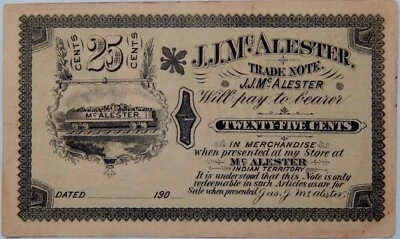 25
CENTS CENTS
McALESTER.
J.J. McALESTER.
TRADE NOTE.
J.J. McALESTER
Will pay to bearer
TWENTY-FIVE CENTS
IN MERCHANDISE
when presented at my Store at
McALESTER
INDIAN TERRITORY
It is understood that this Note is only
redeemable in such Articles as are for
Sale when presented Jas. J. McAlester.
DATED 190